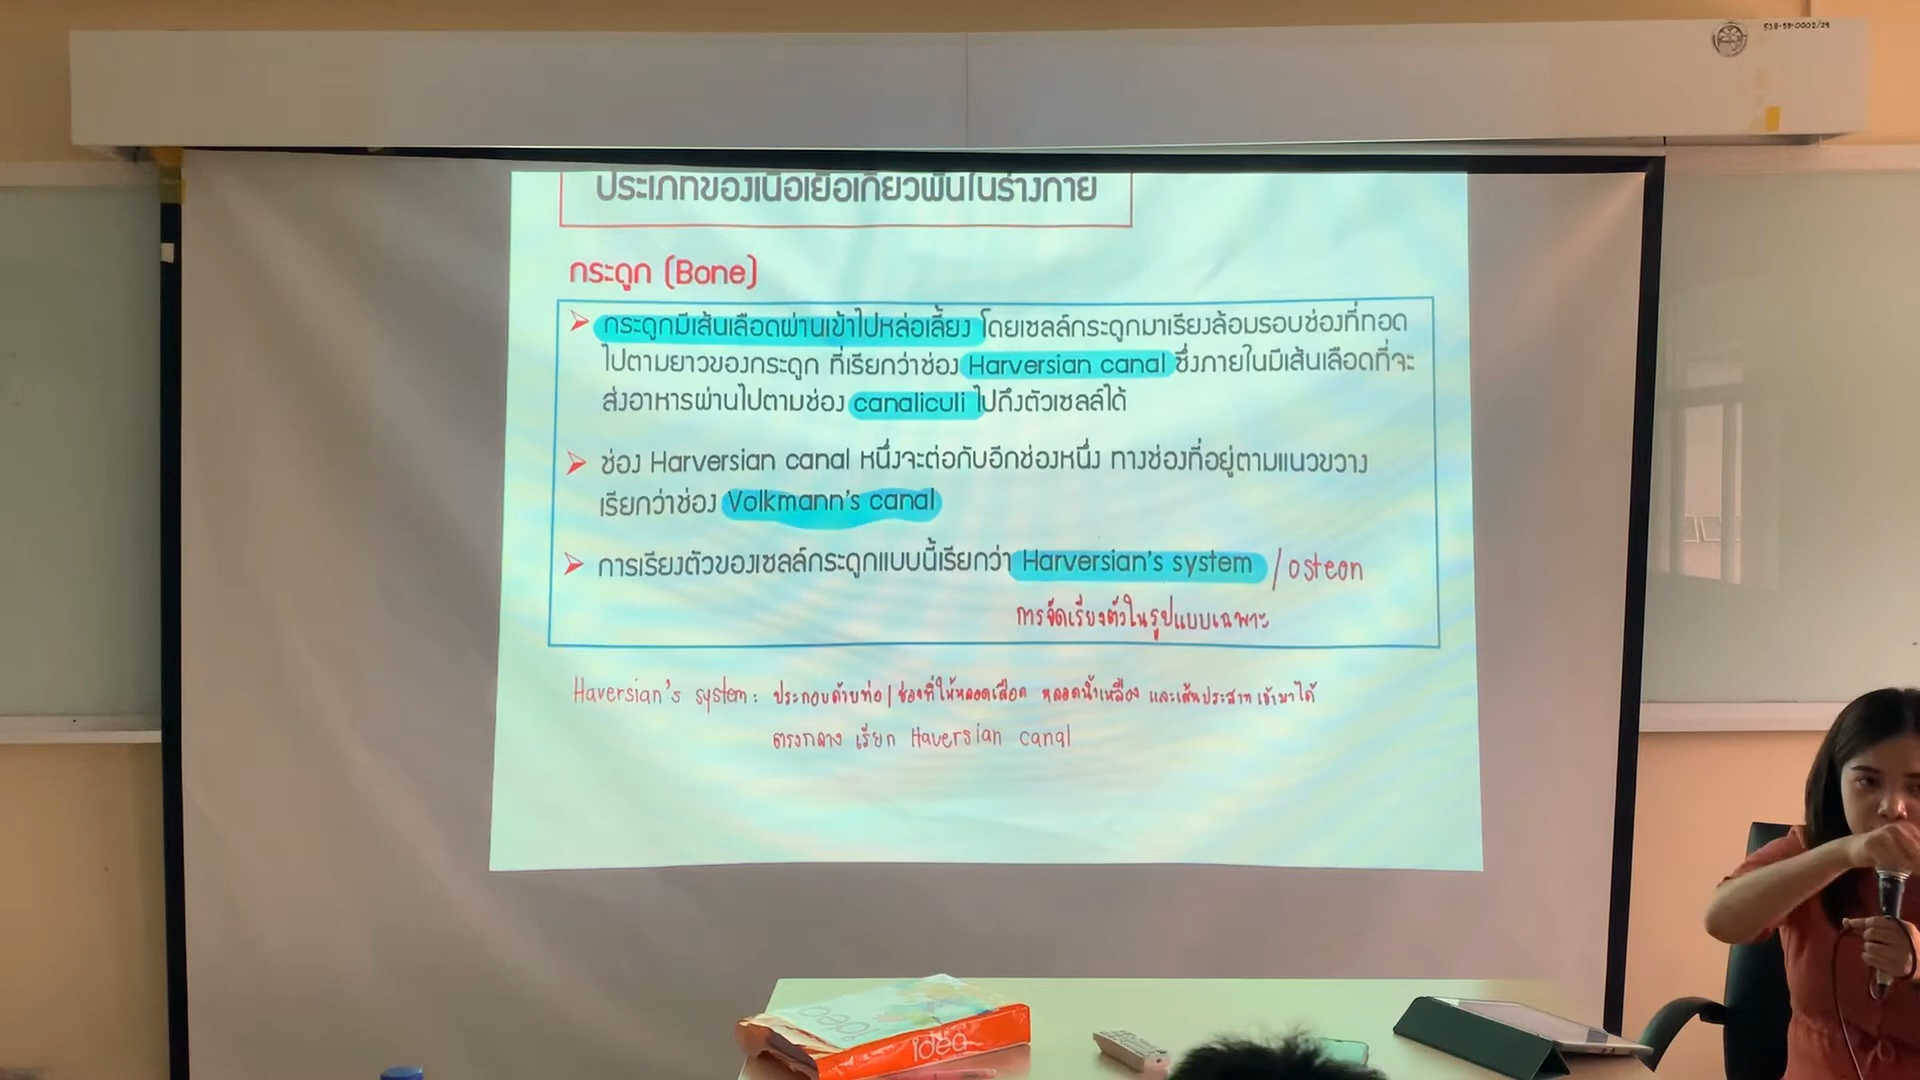 538-59-0002/29
ประเภทของเนื้อเยื่อเกี่ยวพันในร่างกาย
กระดูก (Bone)
กระดูกมีเส้นเลือดผ่านเข้าไปหล่อเลี้ยง โดยเซลล์กระดูกมาเรียงล้อมรอบช่องที่ทอด
ไปตามยาวของกระดูก ที่เรียกว่าช่อง Harversian canal ซึ่งภายในมีเส้นเลือดที่จะ
ส่งอาหารผ่านไปตามช่อง canaliculi ไปถึงตัวเซลล์ได้
ช่อง Harversian canal หนึ่งจะต่อกับอีกช่องหนึ่ง ทางช่องที่อยู่ตามแนวขวาง
เรียกว่าช่อง Volkmann's canal
การเรียงตัวของเซลล์กระดูกแบบนี้เรียกว่า Harversian's system / osteon
การจัดเรียงตัวในรูปแบบเฉพาะ
Haversian's system : ประกอบด้วยท่อ / ช่องที่ให้หลอดเลือด หลอดน้ำเหลือง และเส้นประสาท เข้ามาได้
ตรงกลาง เรียก Haversian canal
idea
idea